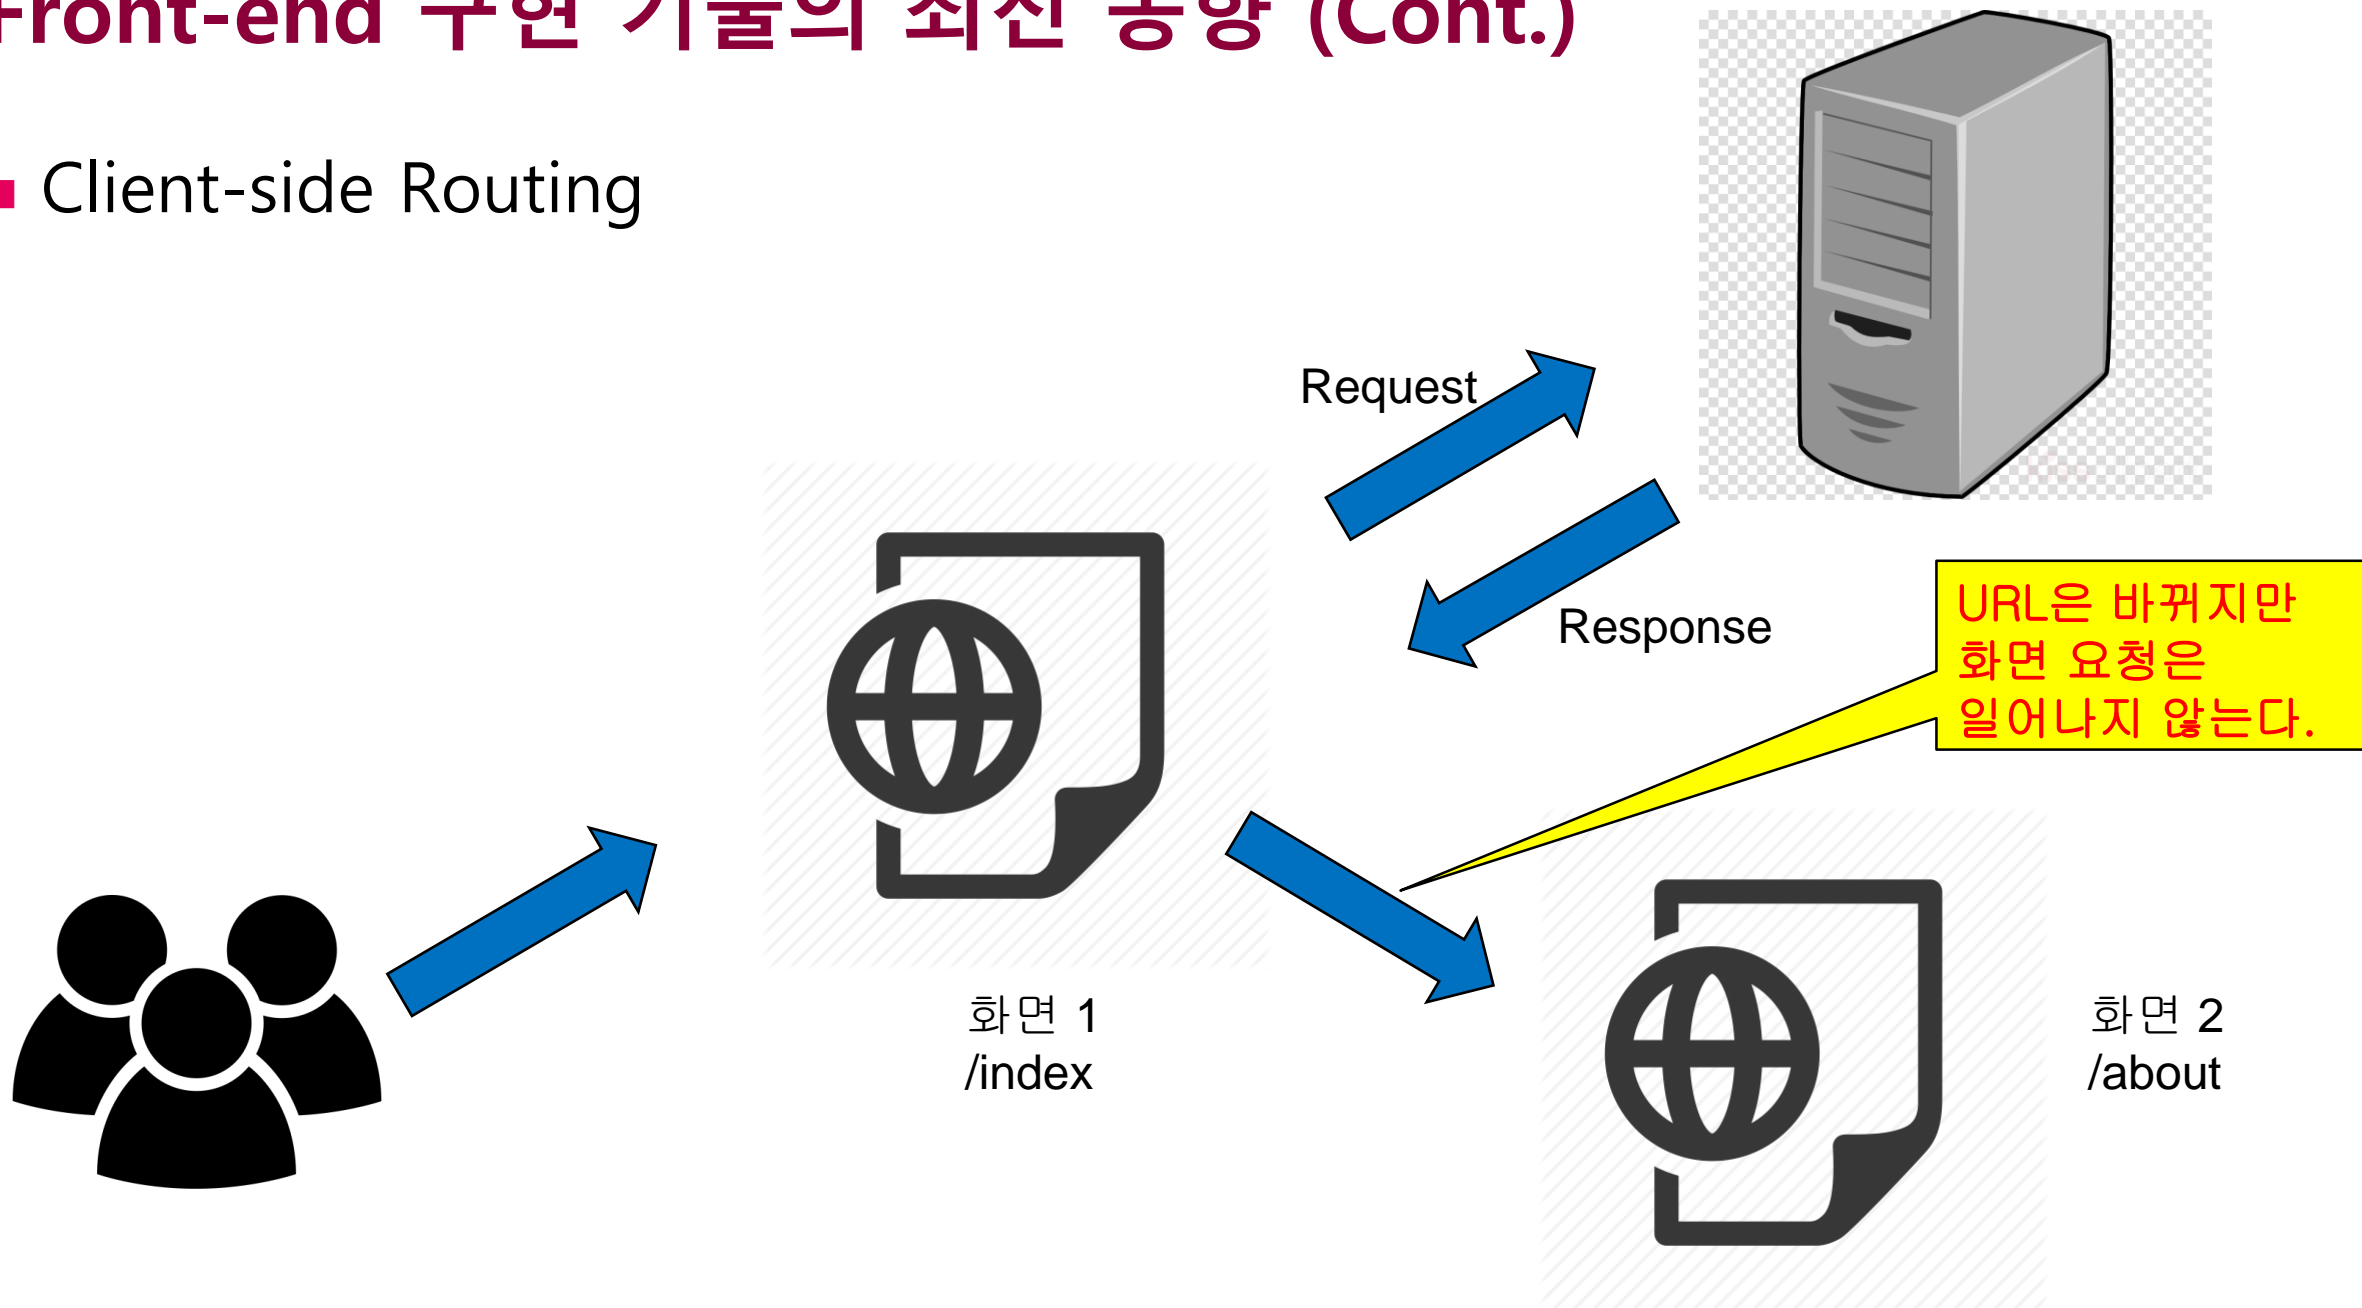 Front-end 구현 기술의 최신 동향 (Cont.)
Client-side Routing
Request
Response
URL은 바뀌지만
화면 요청은
일어나지 않는다.
화면 1
/index
화면 2
/about